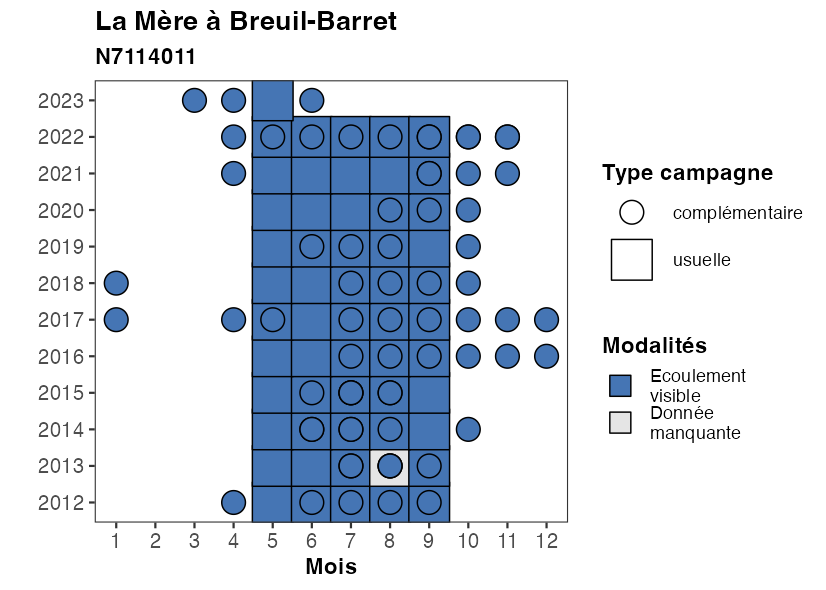 La Mère à Breuil-Barret
N7114011
2023
2022
2021
2020
2019
2018
2017
2016
2015
2014
2013
2012
1 2 3 4 5 6 7 8 9 10 11 12
Mois
Type campagne
complémentaire
usuelle
Modalités
Ecoulement
visible
Donnée
manquante